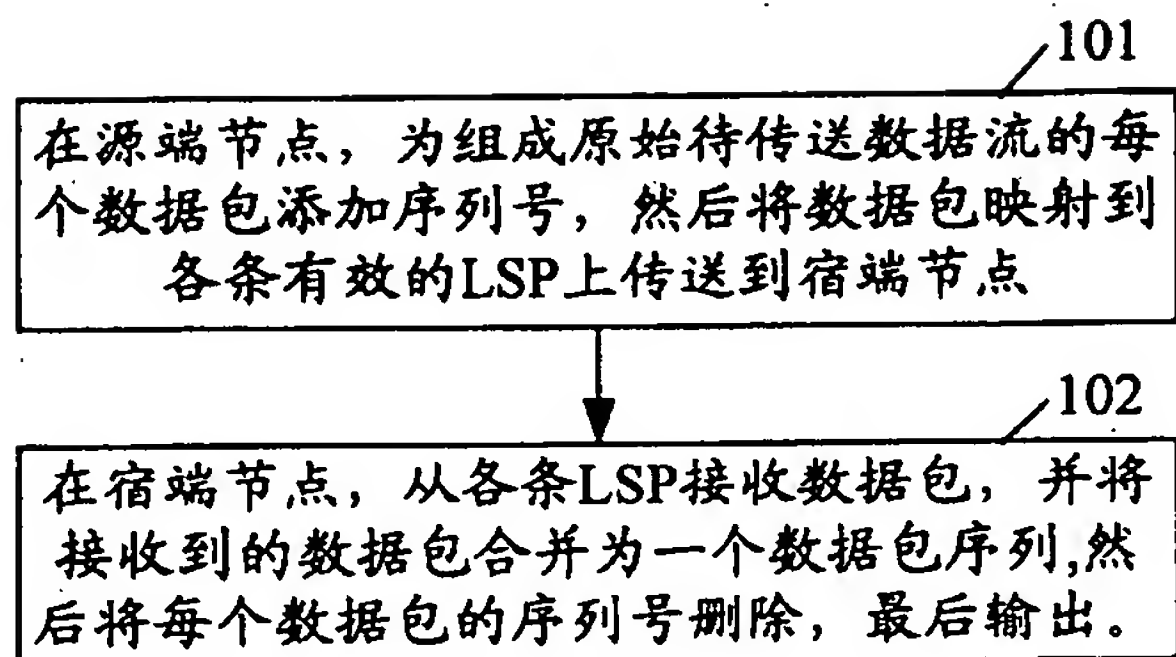 101
在源端节点，为组成原始待传送数据流的每
个数据包添加序列号，然后将数据包映射到
各条有效的LSP上传送到宿端节点
102
在宿端节点，从各条LSP接收数据包，并将
接收到的数据包合并为一个数据包序列,然
后将每个数据包的序列号删除，最后输出。